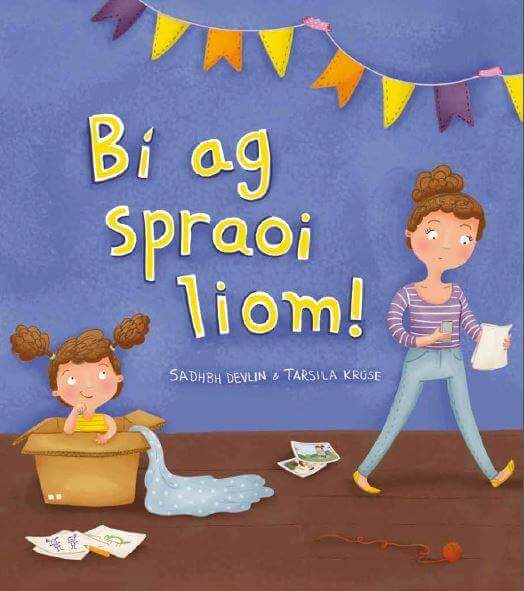 Bí ag
spraoi
liom!
SADHBH DEVLIN & TARSILA KRÜSE